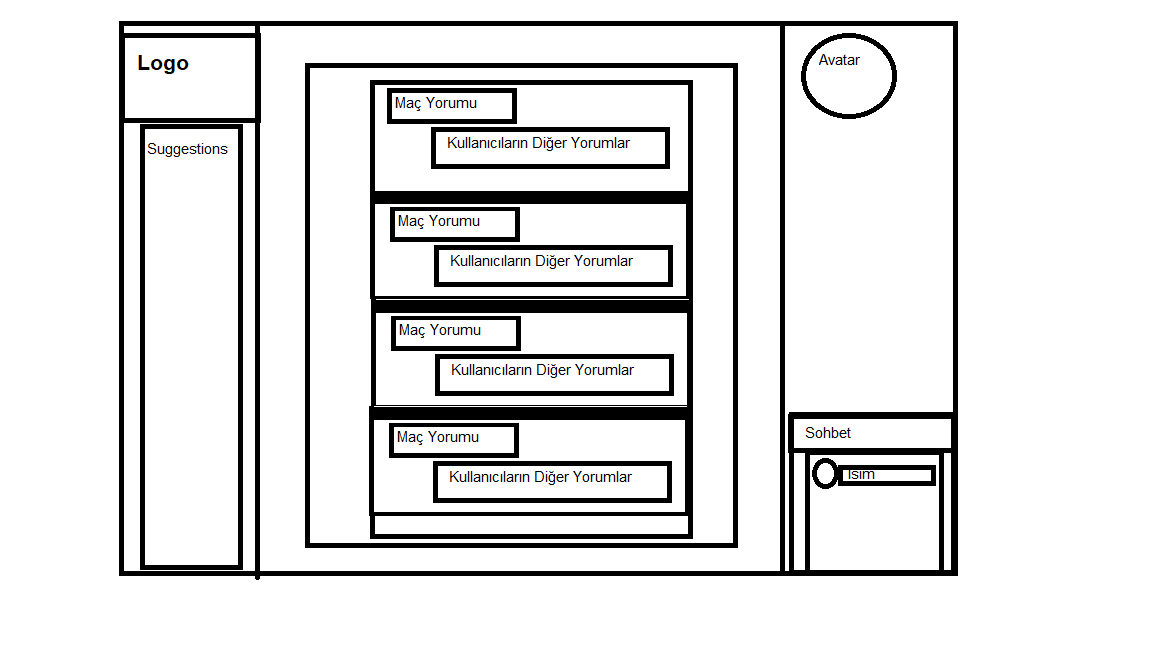 Logo
Suggestions
Maç Yorumu
Kullanıcıların Diğer Yorumlar
Maç Yorumu
Kullanıcıların Diğer Yorumlar
Maç Yorumu
Kullanıcıların Diğer Yorumlar
Maç Yorumu
Kullanıcıların Diğer Yorumlar
Avatar
Sohbet
İsim